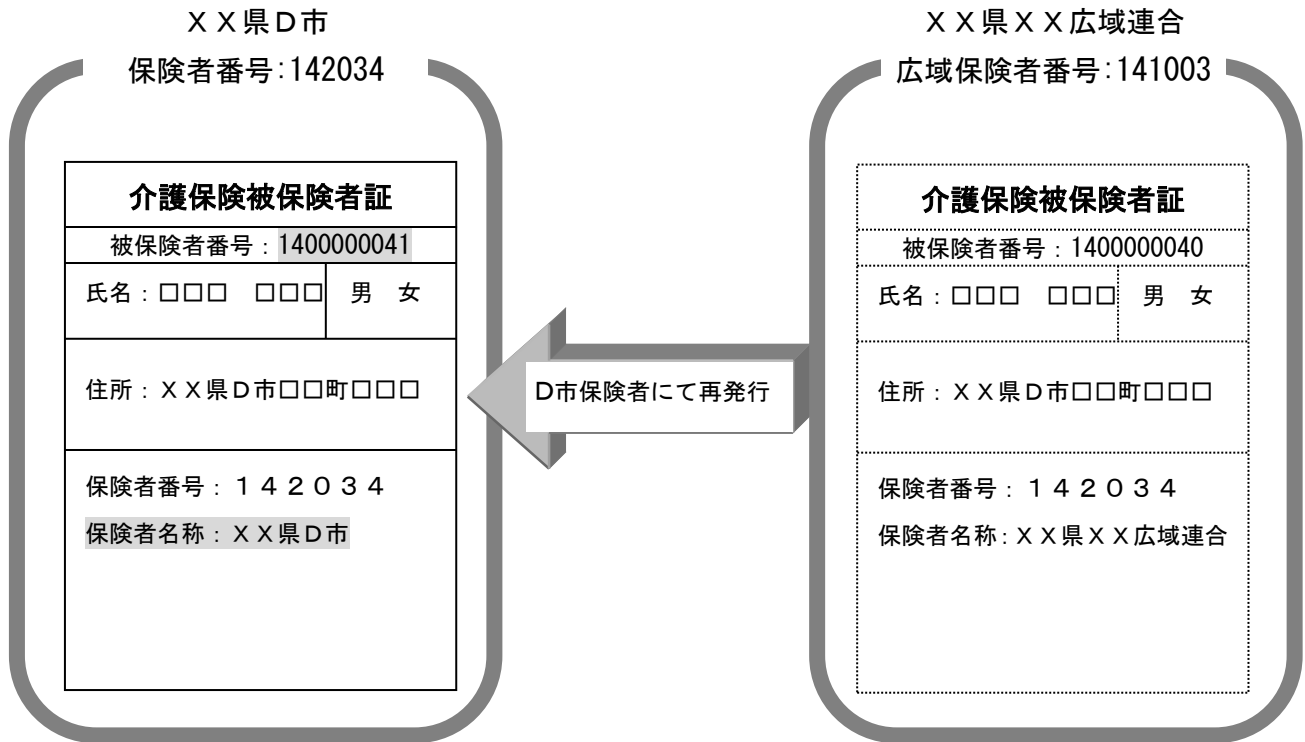 ＸＸ県Ｄ市
保険者番号：142034
介護保険被保険者証
被保険者番号：1400000041
氏名：□□□　□□□　男　女
住所：ＸＸ県Ｄ市□□町□□□
保険者番号：１４２０３４
保険者名称：ＸＸ県Ｄ市
D市保険者にて再発行
ＸＸ県ＸＸ広域連合
広域保険者番号：141003
介護保険被保険者証
被保険者番号：1400000040
氏名：□□□　□□□　男　女
住所：ＸＸ県Ｄ市□□町□□□
保険者番号：１４２０３４
保険者名称：ＸＸ県ＸＸ広域連合